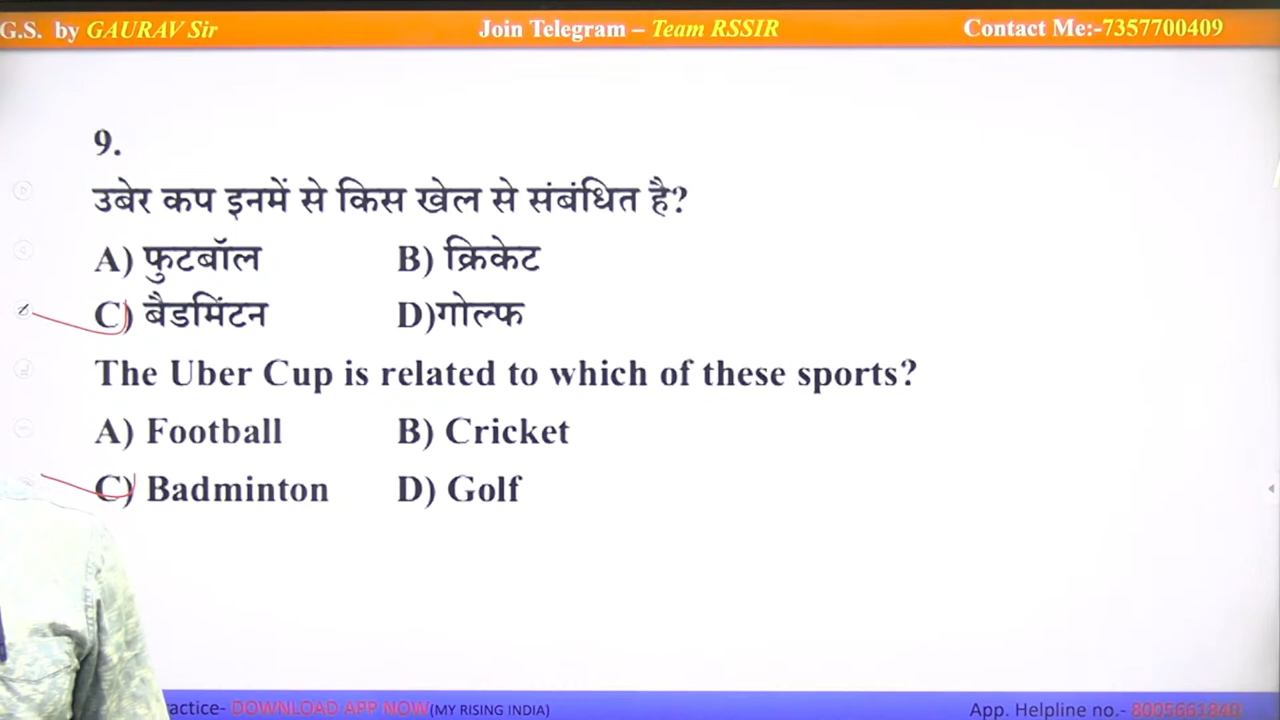 G.S. by GAURAV Sir Join Telegram – Team RSSIR Contact Me:-7357700409
9.
उबेर कप इनमें से किस खेल से संबंधित है?
A) फुटबॉल B) क्रिकेट
C) बैडमिंटन D)गोल्फ
The Uber Cup is related to which of these sports?
A) Football B) Cricket
C) Badminton D) Golf
actice- DOWNLOAD APP NOW(MY RISING INDIA) App. Helpline no.-